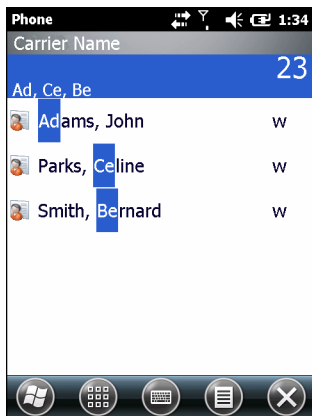 Phone 1:34
Carrier Name
23
Ad, Ce, Be
Adams, John w
Parks, Celine w
Smith, Bernard w